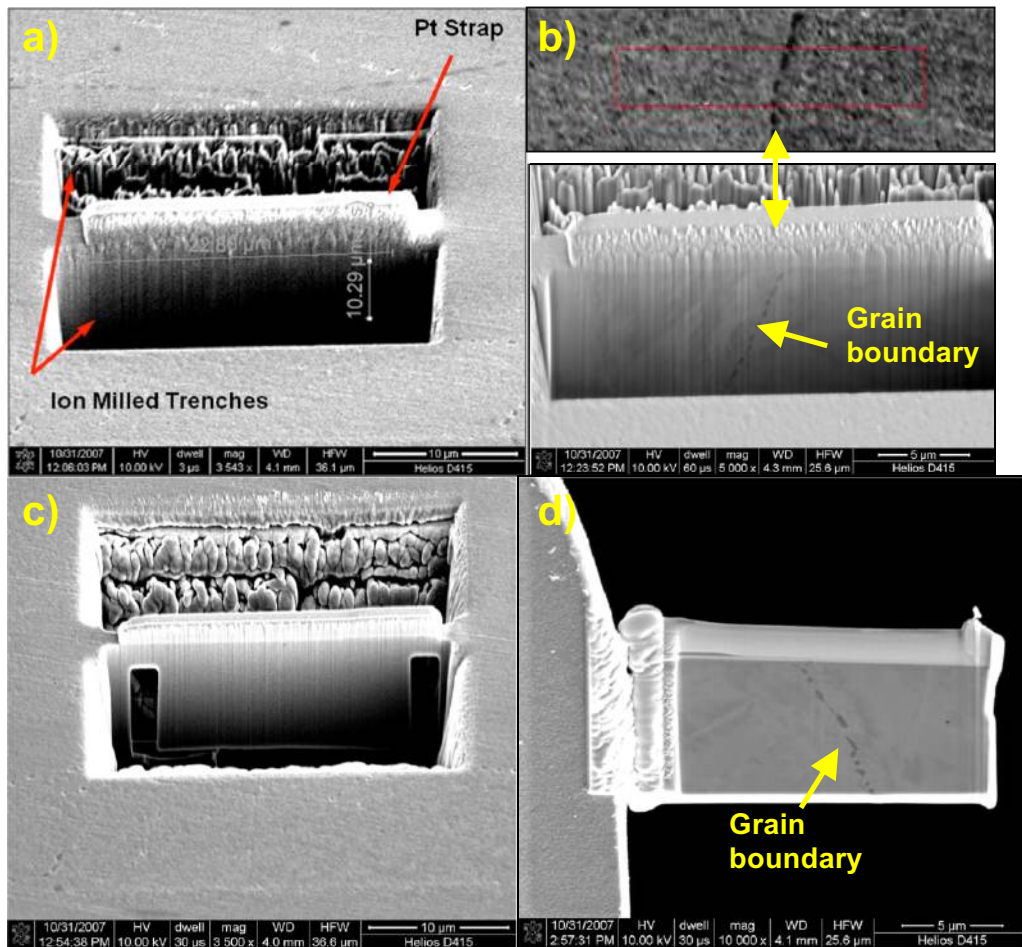 a)
Pt Strap
22.86 µm
10.29 µm
Ion Milled Trenches
10/31/2007 HV dwell mag WD HFW 10 µm
12:06:03 PM 10.00 kV 3 µs 3 543 x 4.1 mm 36.1 µm Helios D415
b)
Grain
boundary
10/31/2007 HV dwell mag WD HFW 5 µm
12:23:52 PM 10.00 kV 60 µs 5 000 x 4.3 mm 25.6 µm Helios D415
c)
10/31/2007 HV dwell mag WD HFW 10 µm
12:54:38 PM 10.00 kV 30 µs 3 500 x 4.0 mm 36.6 µm Helios D415
d)
Grain
boundary
10/31/2007 HV dwell mag WD HFW 5 µm
2:57:31 PM 10.00 kV 30 µs 10 000 x 4.1 mm 25.6 µm Helios D415